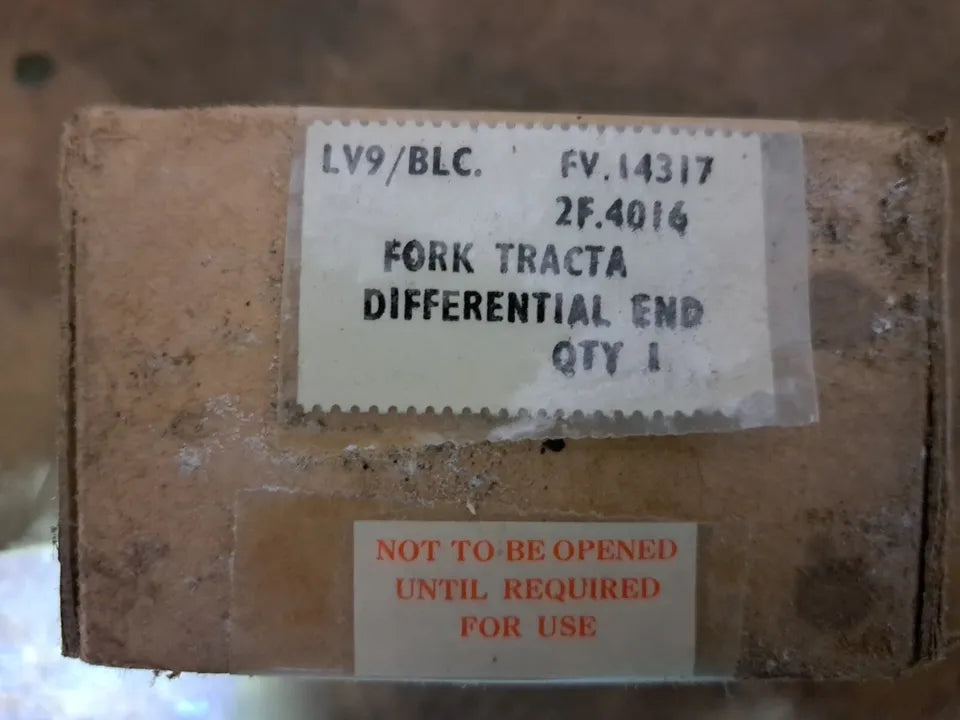 LV9/BLC. FV.14317
2F.4016
FORK TRACTA
DIFFERENTIAL END
QTY 1
NOT TO BE OPENED
UNTIL REQUIRED
FOR USE